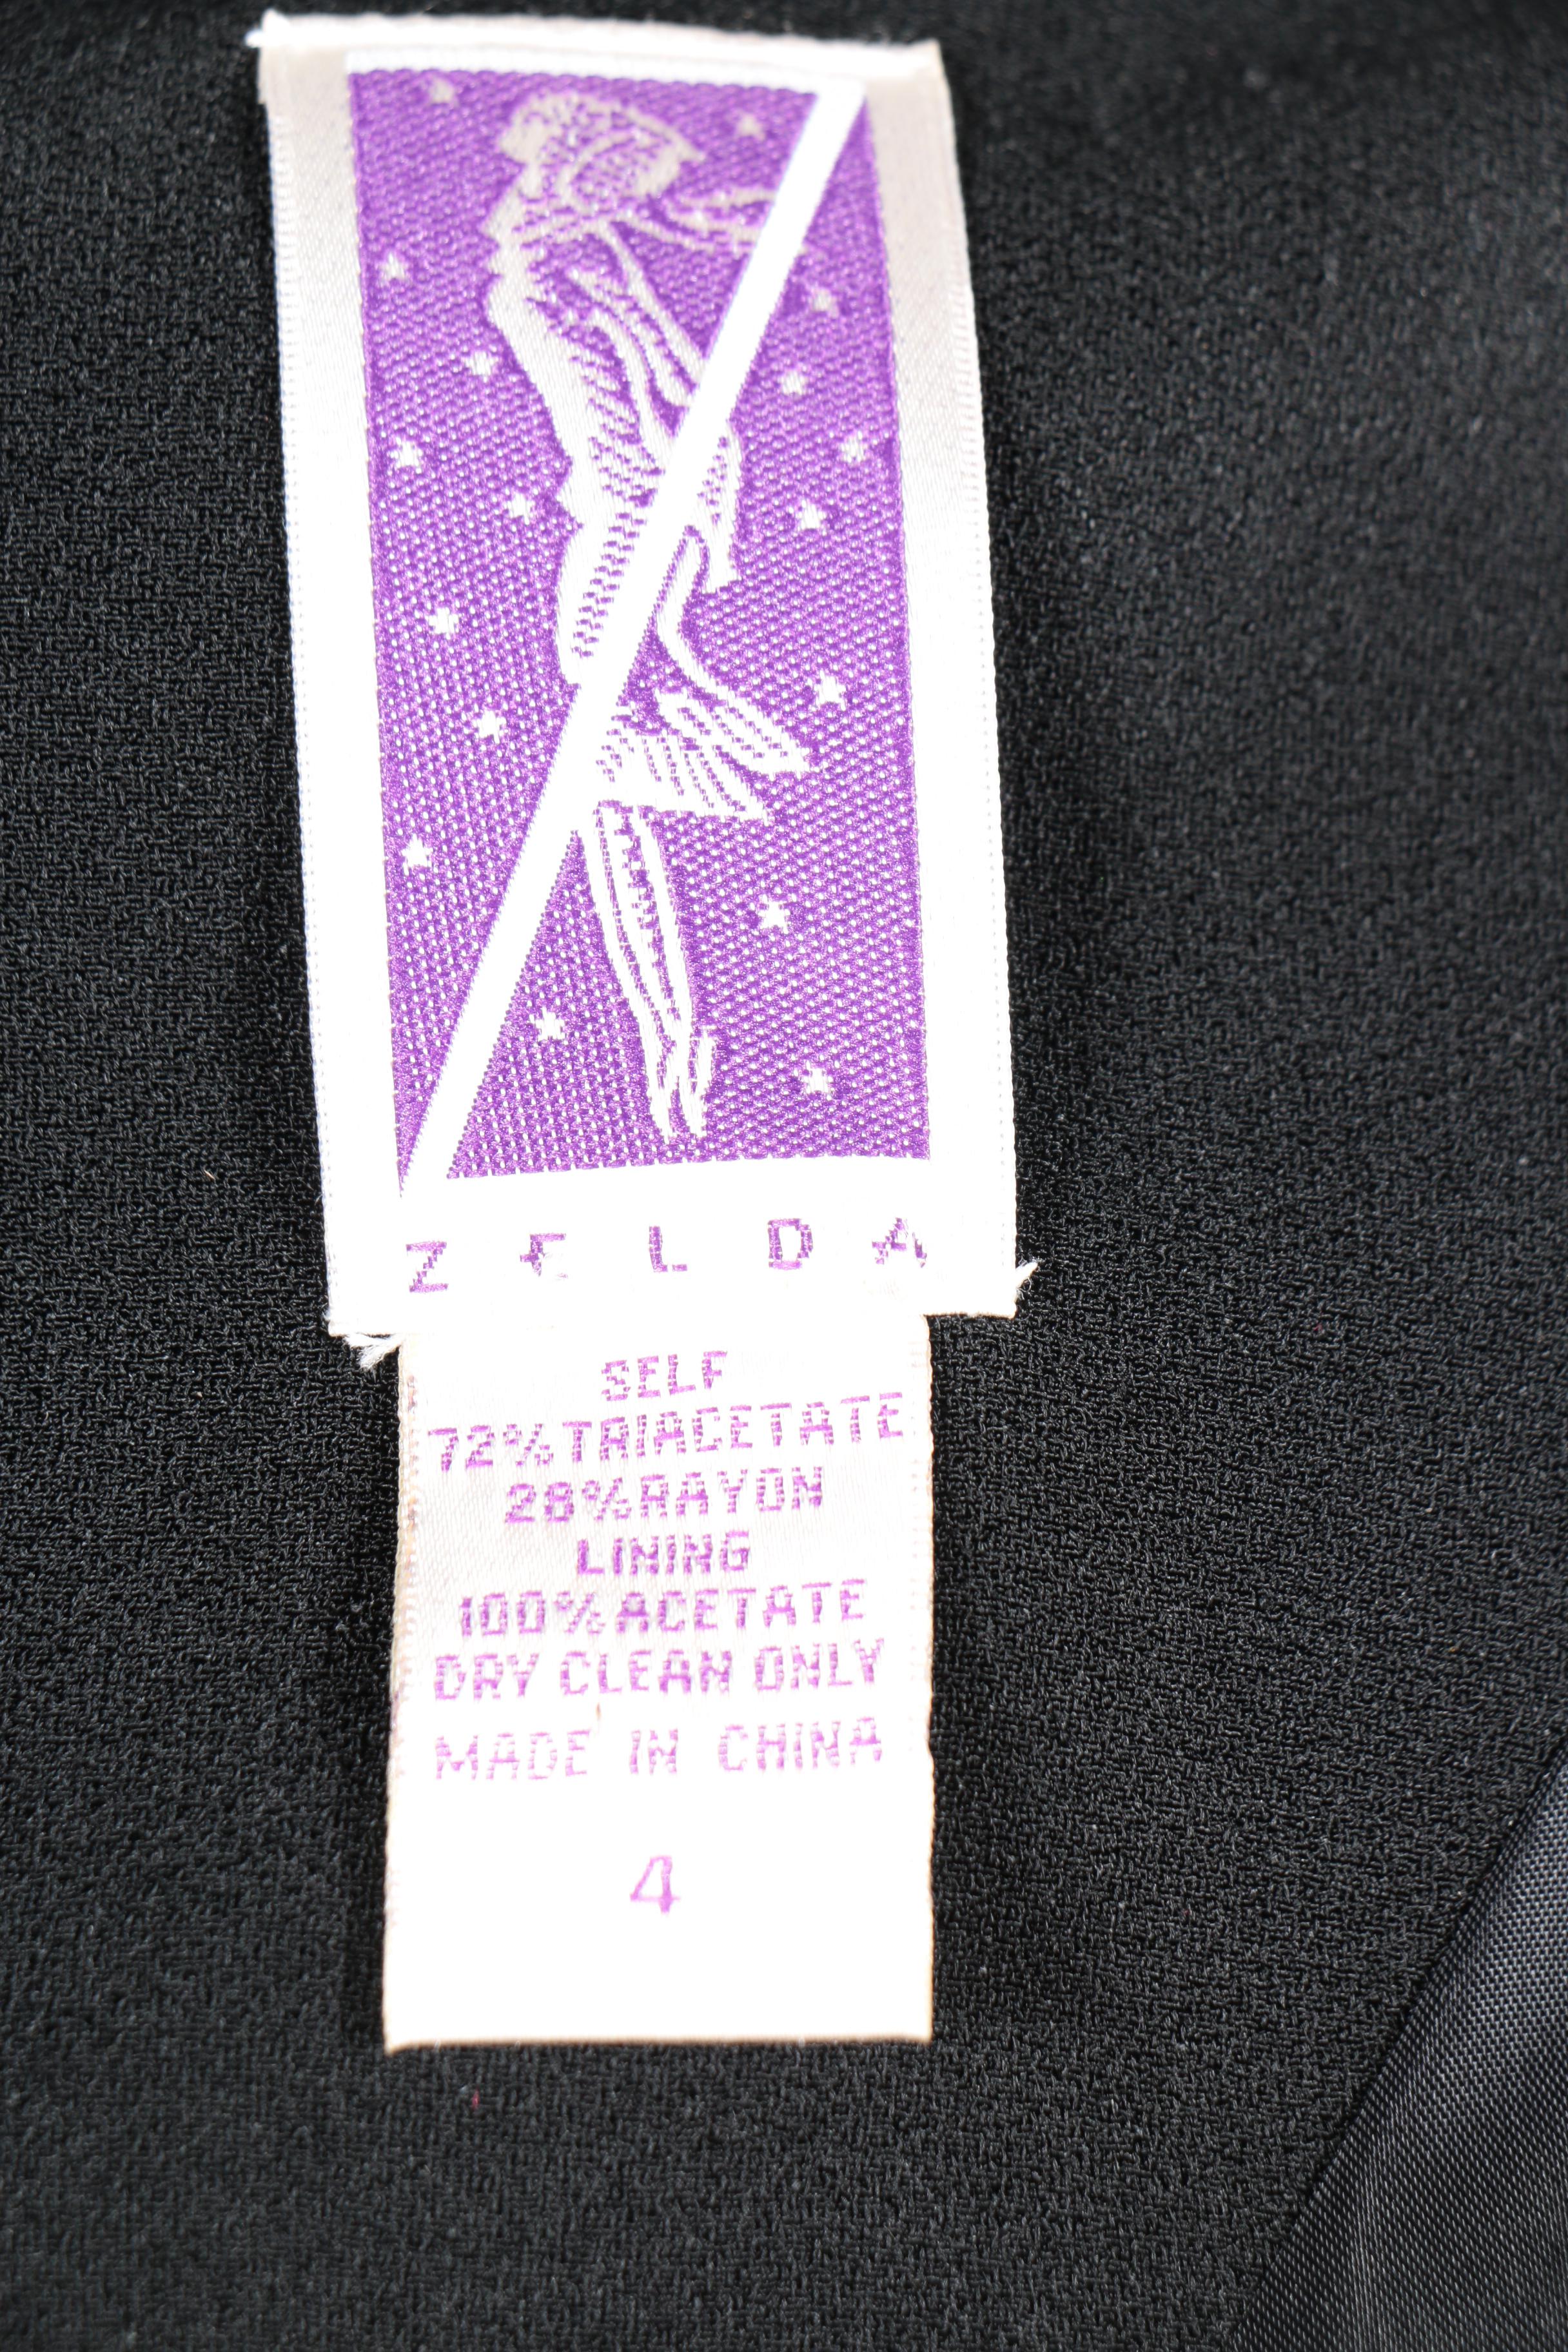 ZELDA
SELF
72% TRIACETATE
28% RAYON
LINING
100% ACETATE
DRY CLEAN ONLY
MADE IN CHINA
4